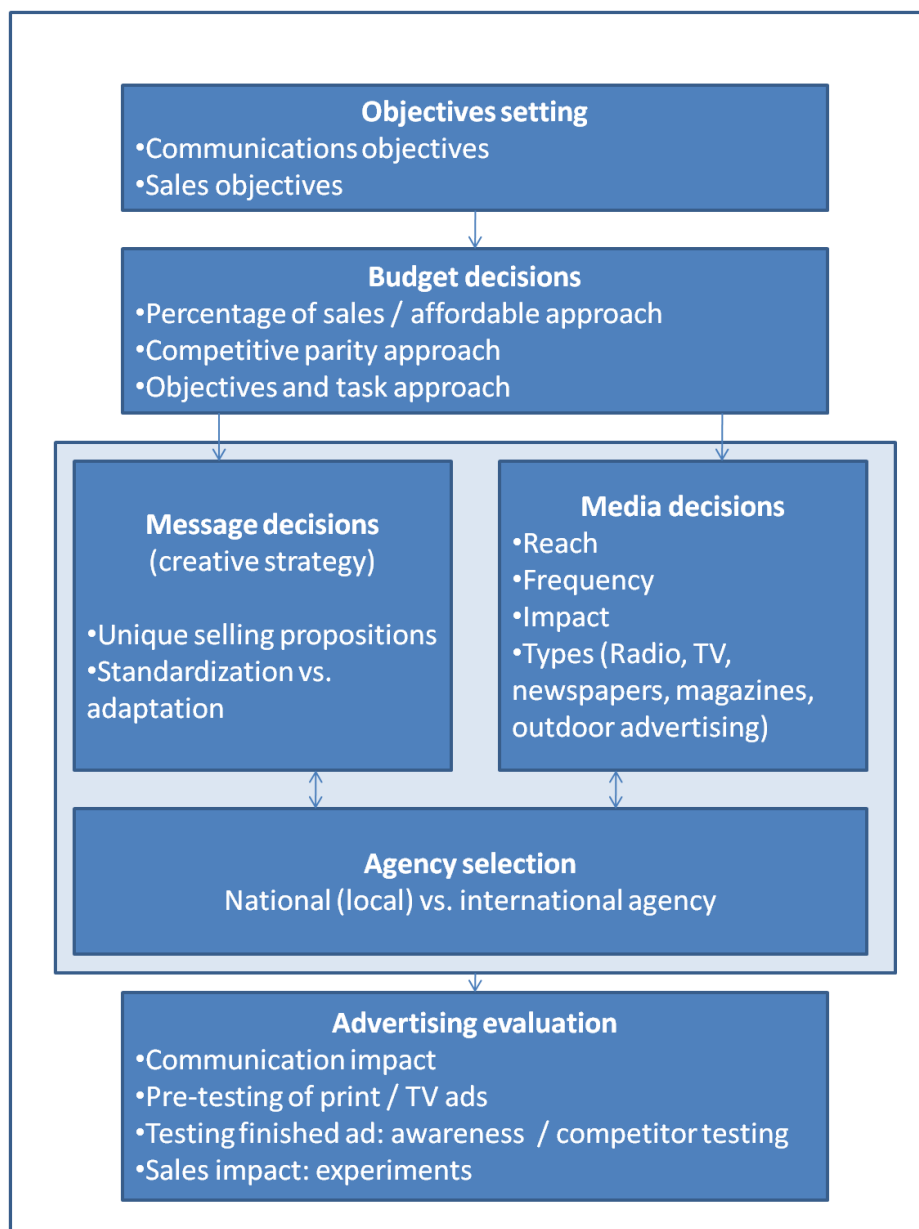 Objectives setting
•Communications objectives
•Sales objectives
Budget decisions
•Percentage of sales / affordable approach
•Competitive parity approach
•Objectives and task approach
Message decisions
(creative strategy)
•Unique selling propositions
•Standardization vs.
adaptation
Media decisions
•Reach
•Frequency
•Impact
•Types (Radio, TV,
newspapers, magazines,
outdoor advertising)
Agency selection
National (local) vs. international agency
Advertising evaluation
•Communication impact
•Pre-testing of print / TV ads
•Testing finished ad: awareness / competitor testing
•Sales impact: experiments